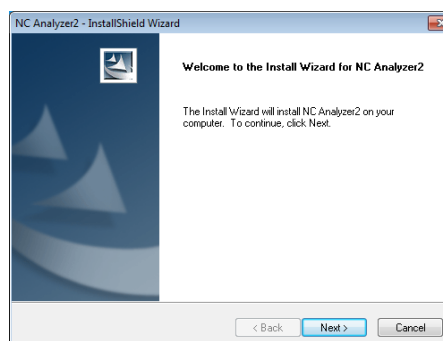 NC Analyzer2 - InstallShield Wizard
Welcome to the Install Wizard for NC Analyzer2
The Install Wizard will install NC Analyzer2 on your
computer. To continue, click Next.
< Back
Next >
Cancel